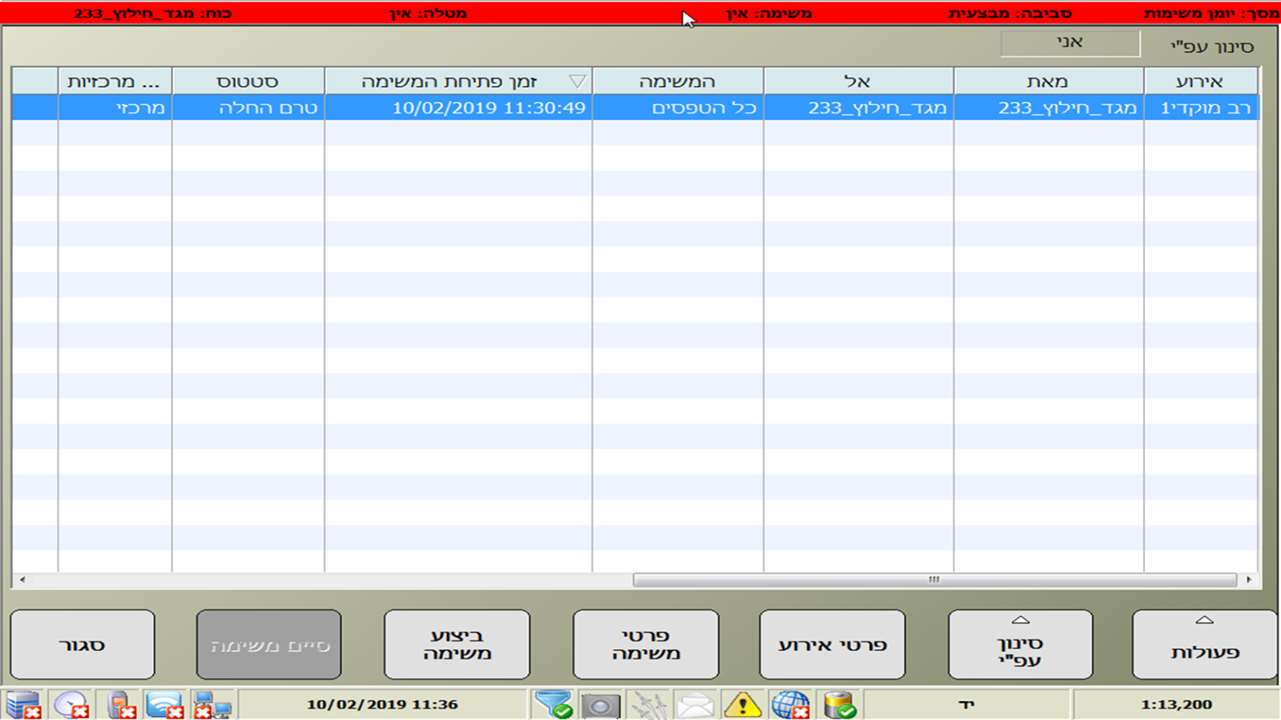 מסך: יומן משימות סביבה: מבצעית משימה: אין מטלה: אין כוח: מגד_חילוץ_233
סינון עפ"י אני
אירוע מאת אל המשימה זמן פתיחת המשימה סטטוס ... מרכזיות
רב מוקדי1 מגד_חילוץ_233 מגד_חילוץ_233 כל הטפסים 10/02/2019 11:30:49 טרם החלה מרכזי
פעולות
סינון
עפ"י
פרטי אירוע
פרטי
משימה
ביצוע
משימה
סיים משימה
סגור
1:13,200 יד 10/02/2019 11:36